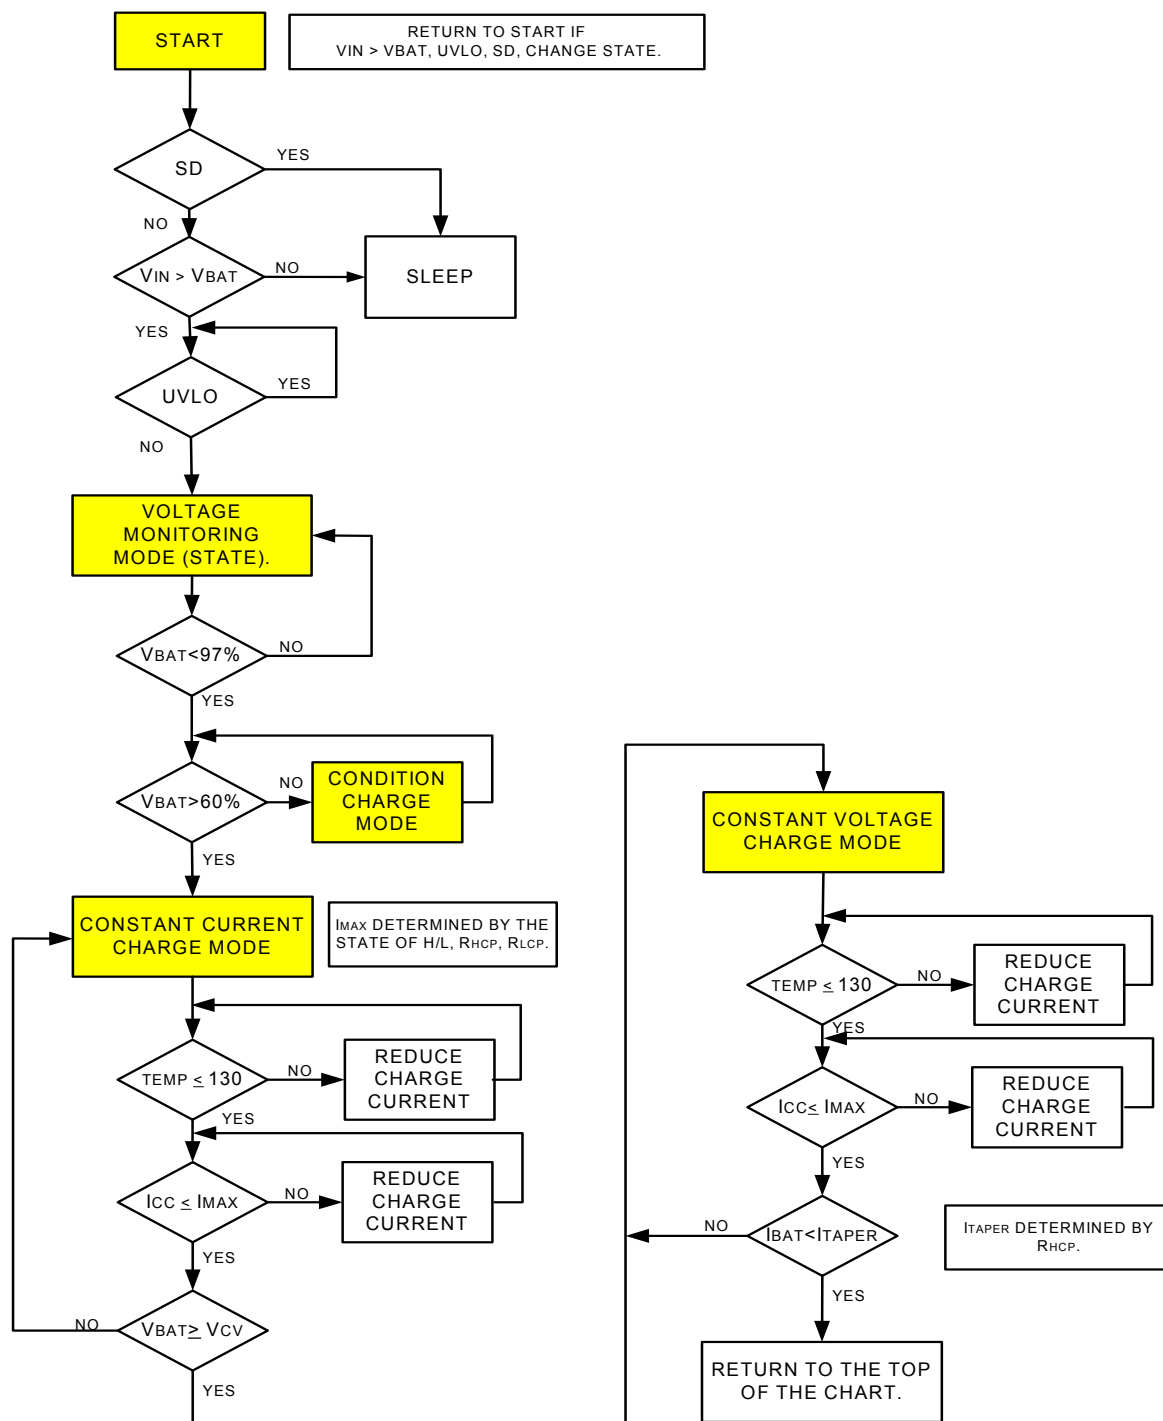 START
RETURN TO START IF
VIN > VBAT, UVLO, SD, CHANGE STATE.
SD
YES
NO
VIN > VBAT
NO
SLEEP
YES
UVLO
YES
NO
VOLTAGE
MONITORING
MODE (STATE).
VBAT<97%
NO
YES
VBAT>60%
NO
CONDITION
CHARGE
MODE
YES
CONSTANT CURRENT
CHARGE MODE
IMAX DETERMINED BY THE
STATE OF H/L, RHCP, RLCP.
TEMP ≤ 130
NO
REDUCE
CHARGE
CURRENT
YES
ICC ≤ IMAX
NO
REDUCE
CHARGE
CURRENT
YES
VBAT≥ VCV
NO
YES
CONSTANT VOLTAGE
CHARGE MODE
TEMP ≤ 130
NO
REDUCE
CHARGE
CURRENT
YES
ICC≤ IMAX
NO
REDUCE
CHARGE
CURRENT
YES
IBAT<ITAPER
NO
ITAPER DETERMINED BY
RHCP.
YES
RETURN TO THE TOP
OF THE CHART.